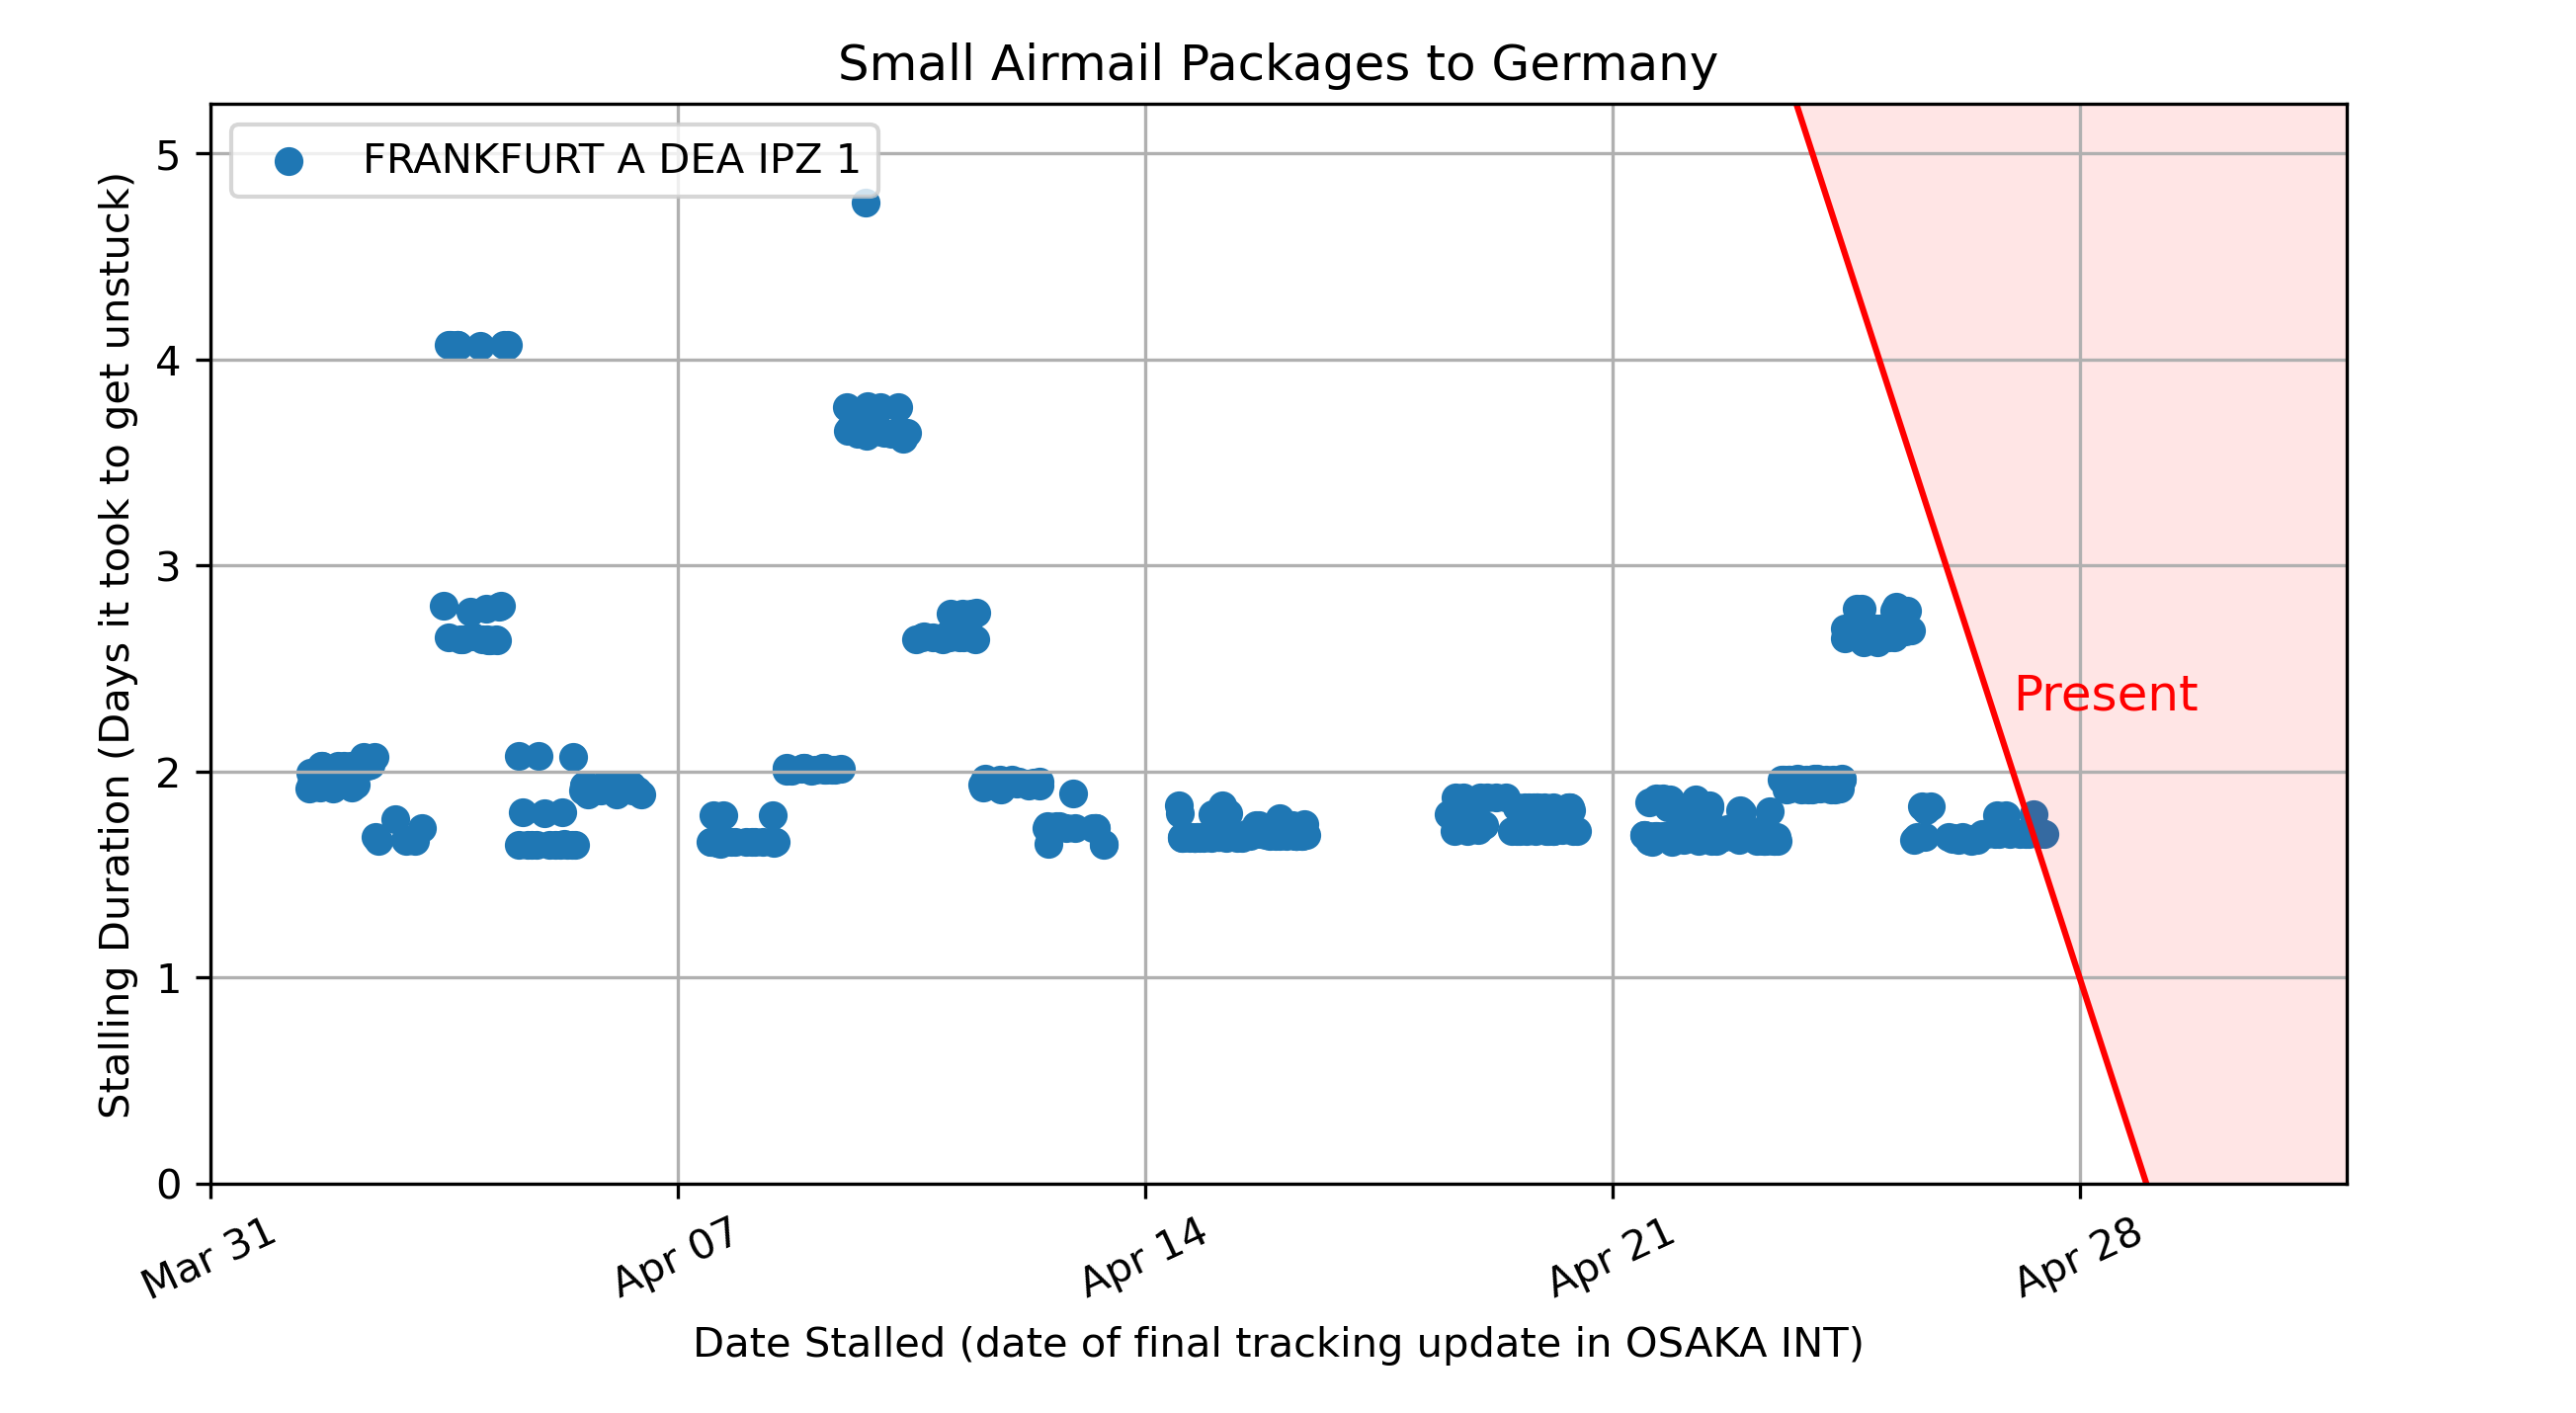 Small Airmail Packages to Germany
FRANKFURT A DEA IPZ 1
Stalling Duration (Days it took to get unstuck)
5
4
3
2
1
0
Present
Mar 31
Apr 07
Apr 14
Apr 21
Apr 28
Date Stalled (date of final tracking update in OSAKA INT)